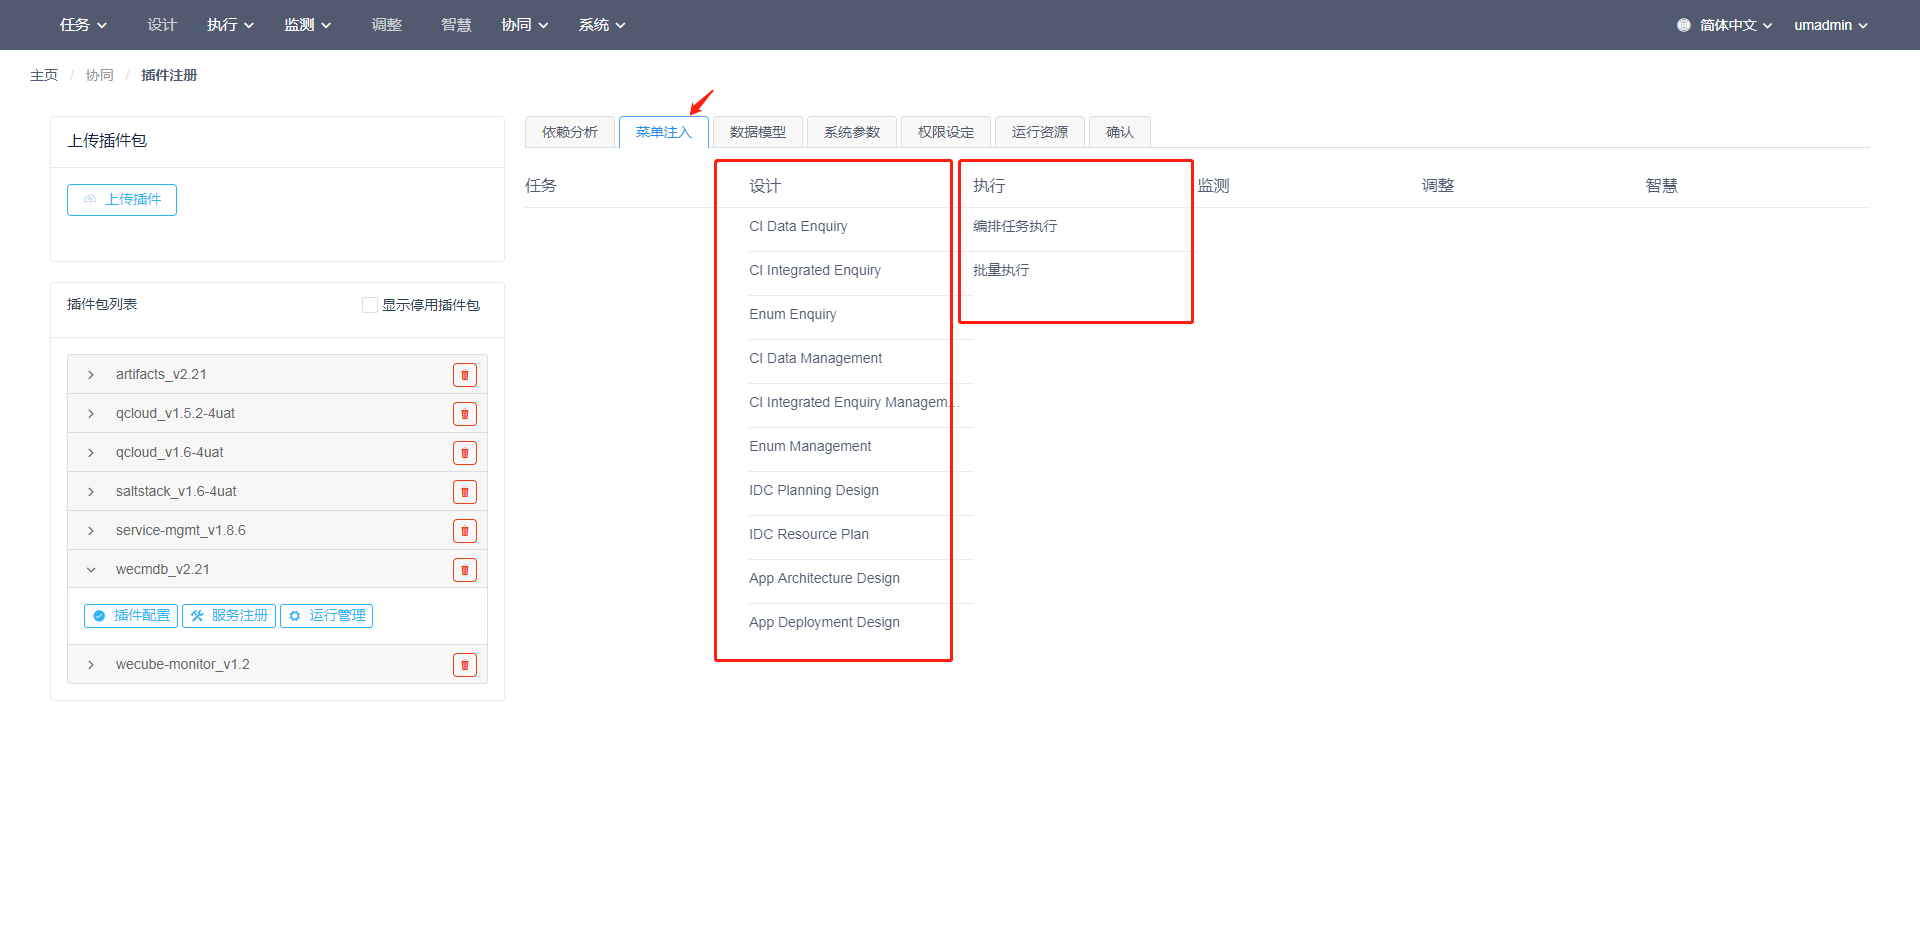 任务 设计 执行 监测 调整 智慧 协同 系统 简体中文 umadmin
主页 / 协同 / 插件注册
上传插件包
上传插件
插件包列表 显示停用插件包
artifacts_v2.21
qcloud_v1.5.2-4uat
qcloud_v1.6-4uat
saltstack_v1.6-4uat
service-mgmt_v1.8.6
wecmdb_v2.21
插件配置 服务注册 运行管理
wecube-monitor_v1.2
依赖分析 菜单注入 数据模型 系统参数 权限设定 运行资源 确认
任务 设计 执行 监测 调整 智慧
CI Data Enquiry 编排任务执行
CI Integrated Enquiry 批量执行
Enum Enquiry
CI Data Management
CI Integrated Enquiry Managem...
Enum Management
IDC Planning Design
IDC Resource Plan
App Architecture Design
App Deployment Design